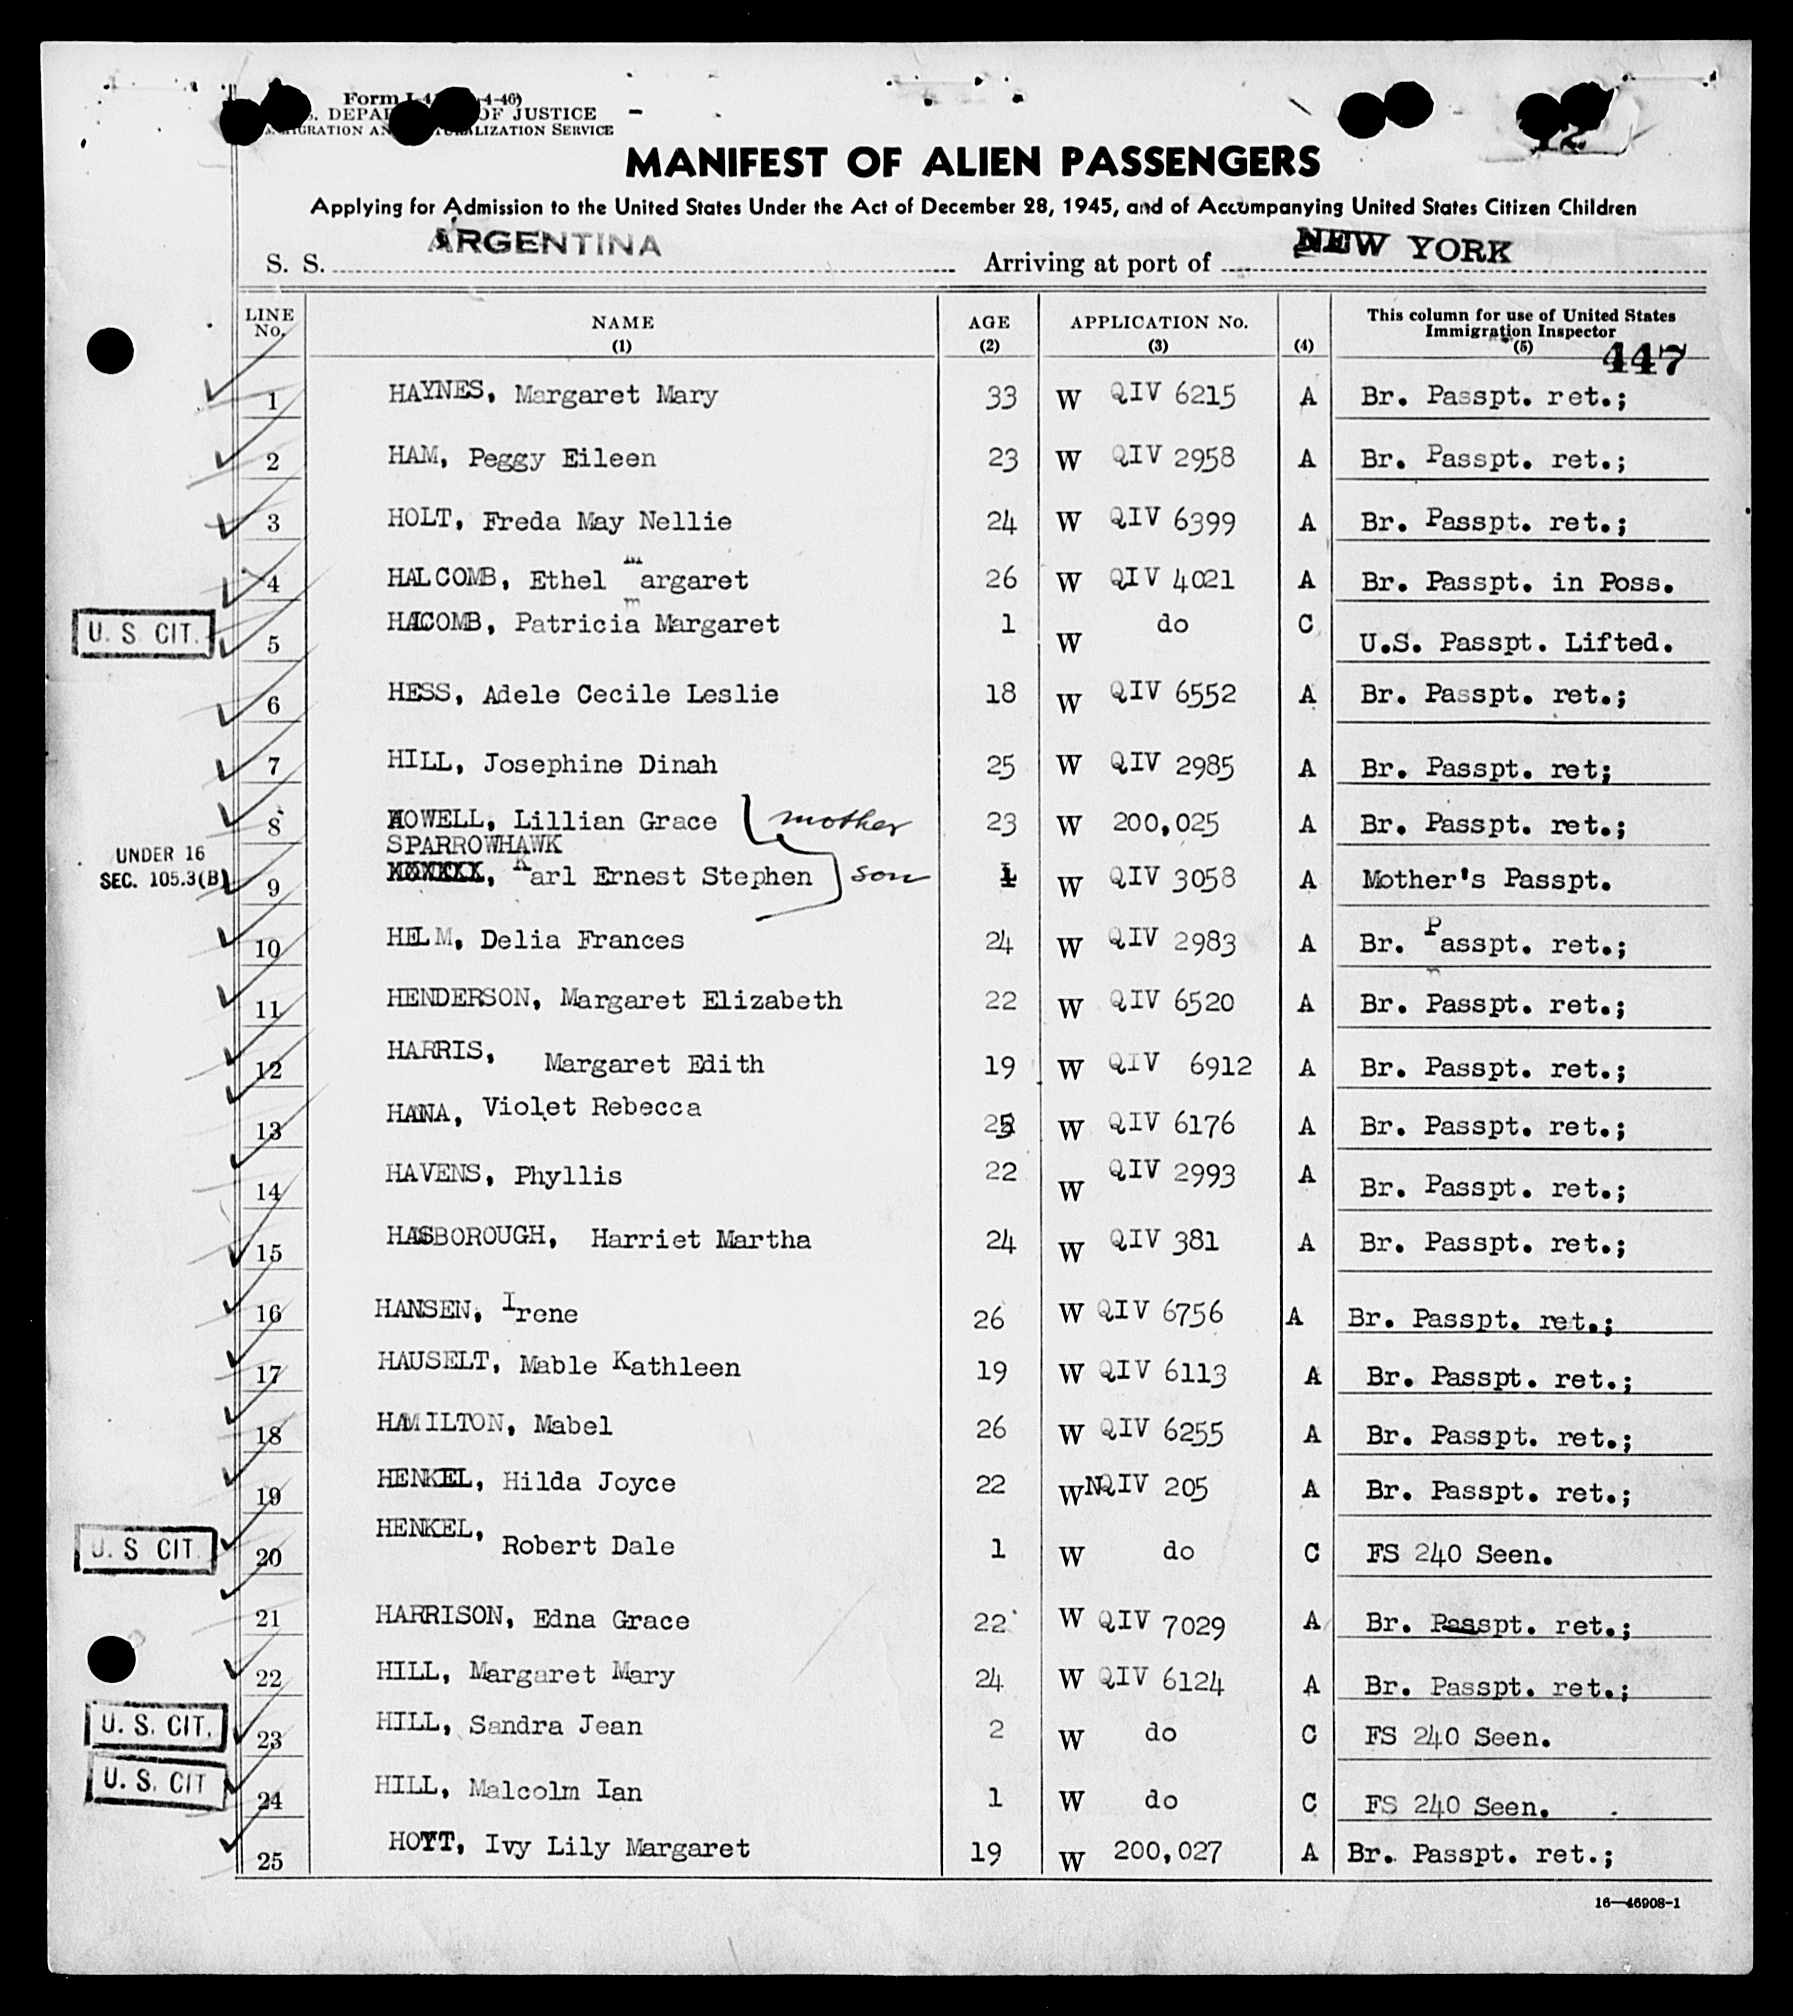 Form
DEPA OF JUSTICE
IGRATION AN LIZATION SERVICE
12
MANIFEST OF ALIEN PASSENGERS
Applying for Admission to the United States Under the Act of December 28, 1945, and of Accompanying United States Citizen Children
S. S. ARGENTINA Arriving at port of NEW YORK
LINE No. NAME (1) AGE (2) APPLICATION No. (3) (4) This column for use of United States Immigration Inspector (5)
447
1 HAYNES, Margaret Mary 33 W QIV 6215 A Br. Passpt. ret.;
2 HAM, Peggy Eileen 23 W QIV 2958 A Br. Passpt. ret.;
3 HOLT, Freda May Nellie 24 W QIV 6399 A Br. Passpt. ret.;
4 HALCOMB, Ethel Margaret 26 W QIV 4021 A Br. Passpt. in Poss.
U. S. CIT. 5 HALCOMB, Patricia Margaret 1 W do C U.S. Passpt. Lifted.
6 HESS, Adele Cecile Leslie 18 W QIV 6552 A Br. Passpt. ret.;
7 HILL, Josephine Dinah 25 W QIV 2985 A Br. Passpt. ret;
8 HOWELL, Lillian Grace mother 23 W 200,025 A Br. Passpt. ret.;
SPARROWHAWK
UNDER 16 SEC. 105.3(B) 9 Karl Ernest Stephen son 1 W QIV 3058 A Mother's Passpt.
10 HELM, Delia Frances 24 W QIV 2983 A Br. Passpt. ret.;
11 HENDERSON, Margaret Elizabeth 22 W QIV 6520 A Br. Passpt. ret.;
12 HARRIS, Margaret Edith 19 W QIV 6912 A Br. Passpt. ret.;
13 HANA, Violet Rebecca W QIV 6176 A Br. Passpt. ret.;
14 HAVENS, Phyllis 22 W QIV 2993 A Br. Passpt. ret.;
15 HASBOROUGH, Harriet Martha 24 W QIV 381 A Br. Passpt. ret.;
16 HANSEN, Irene 26 W QIV 6756 A Br. Passpt. ret.;
17 HAUSELT, Mable Kathleen 19 W QIV 6113 A Br. Passpt. ret.;
18 HAMILTON, Mabel 26 W QIV 6255 A Br. Passpt. ret.;
19 HENKEL, Hilda Joyce 22 W NQIV 205 A Br. Passpt. ret.;
U. S CIT. 20 HENKEL, Robert Dale 1 W do C FS 240 Seen.
21 HARRISON, Edna Grace 22 W QIV 7029 A Br. Passpt. ret.;
22 HILL, Margaret Mary 24 W QIV 6124 A Br. Passpt. ret.;
U. S. CIT. 23 HILL, Sandra Jean 2 W do C FS 240 Seen.
U. S. CIT 24 HILL, Malcolm Ian 1 W do C FS 240 Seen.
25 HOYT, Ivy Lily Margaret 19 W 200,027 A Br. Passpt. ret.;
16—46908-1